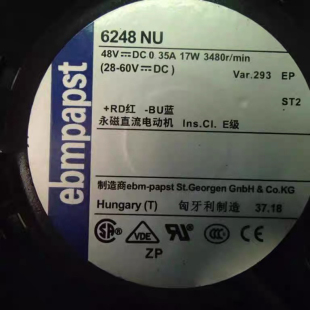 ebmpapst
6248 NU
48V⎓DC 0 35A 17W 3480r/min
(28-60V⎓DC) Var.293 EP
ST2
+RD红 -BU蓝
永磁直流电动机 Ins.Cl. E级
制造商ebm-papst St.Georgen GmbH & Co.KG
Hungary (T) 匈牙利制造 37.18
VDE
ZP